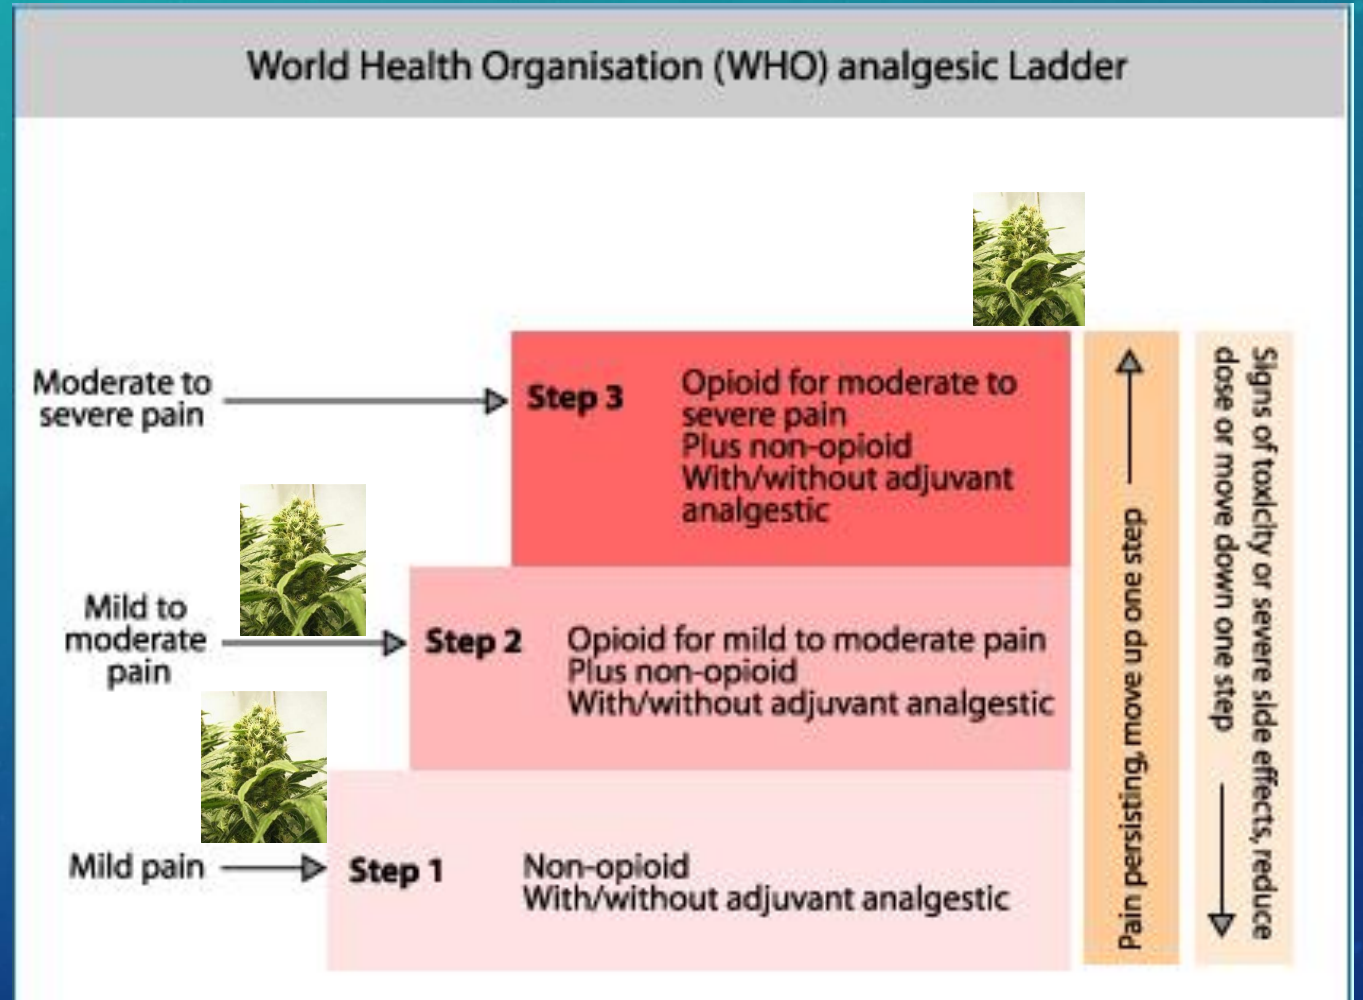 World Health Organisation (WHO) analgesic Ladder
Moderate to
severe pain
Step 3
Opioid for moderate to
severe pain
Plus non-opioid
With/without adjuvant
analgestic
Mild to
moderate
pain
Step 2
Opioid for mild to moderate pain
Plus non-opioid
With/without adjuvant analgestic
Mild pain
Step 1
Non-opioid
With/without adjuvant analgestic
Pain persisting, move up one step
Signs of toxicity or severe side effects, reduce
dose or move down one step